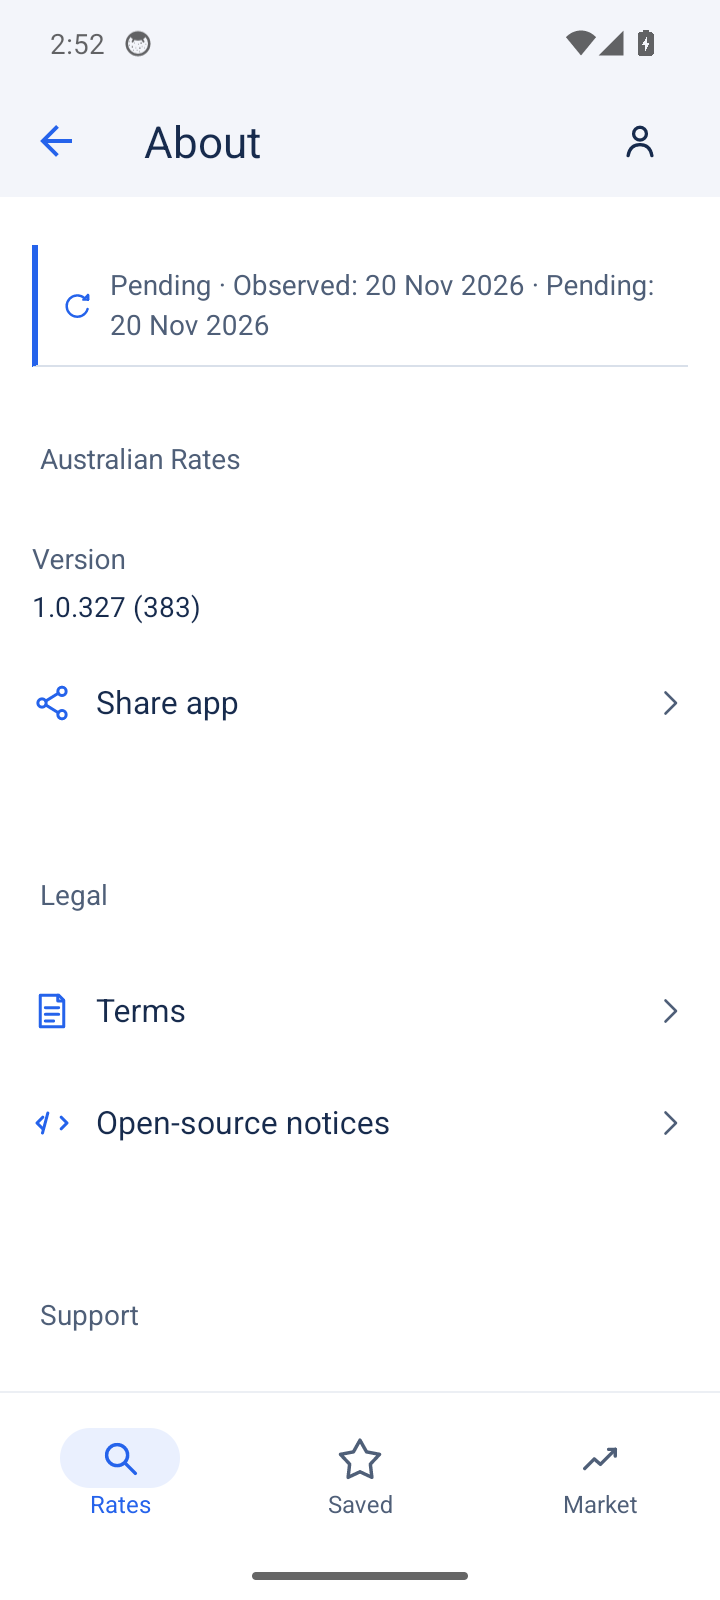 2:52
About
Pending · Observed: 20 Nov 2026 · Pending:
20 Nov 2026
Australian Rates
Version
1.0.327 (383)
Share app
Legal
Terms
Open-source notices
Support
Rates
Saved
Market